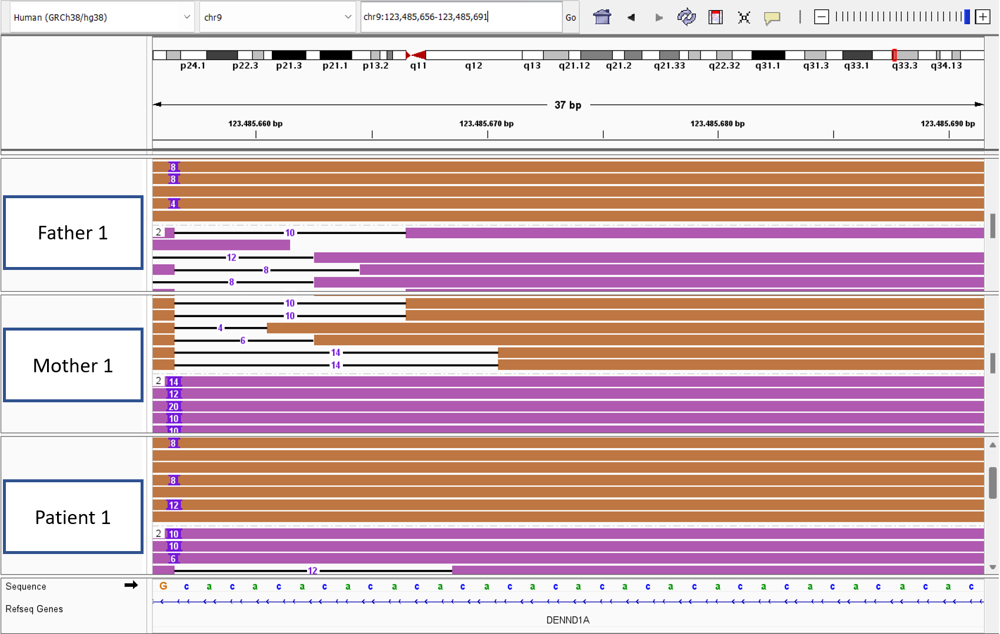 Human (GRCh38/hg38) chr9 chr9:123,485,656-123,485,691 Go
p24.1 p22.3 p21.3 p21.1 p13.2 q11 q12 q13 q21.12 q21.2 q21.33 q22.32 q31.1 q31.3 q33.1 q33.3 q34.13
37 bp
123.485.660 bp 123.485.670 bp 123.485.680 bp 123.485.690 bp
8
8
4
Father 1
2 10
12
8
8
10
10
4
6
14
14
Mother 1
2 14
12
20
10
10
8
8
12
Patient 1
2 10
10
6
12
Sequence G c a c a c a c a c a c a c a c a c a c a c a c a c a c a c a c a c a c
Refseq Genes
DENND1A